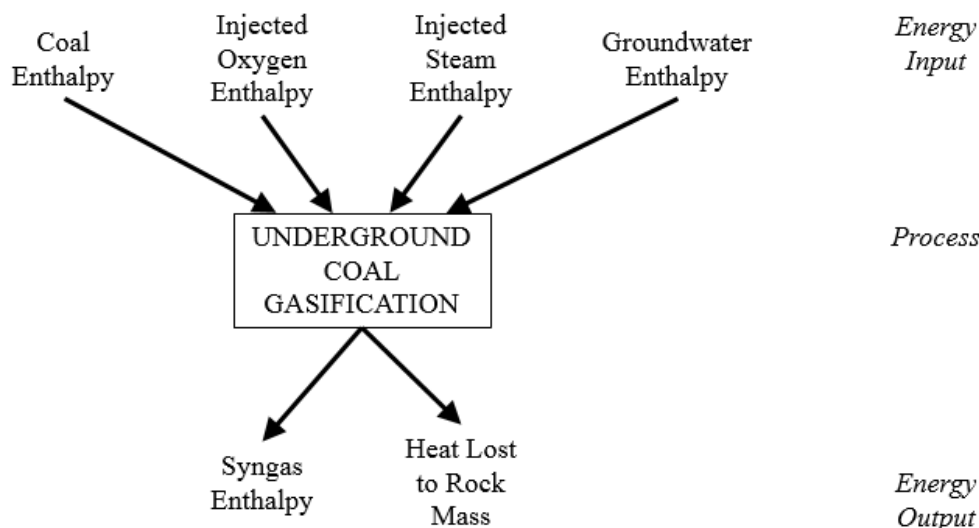 Coal
Enthalpy
Injected
Oxygen
Enthalpy
Injected
Steam
Enthalpy
Groundwater
Enthalpy
Energy
Input
UNDERGROUND
COAL
GASIFICATION
Process
Syngas
Enthalpy
Heat Lost
to Rock
Mass
Energy
Output